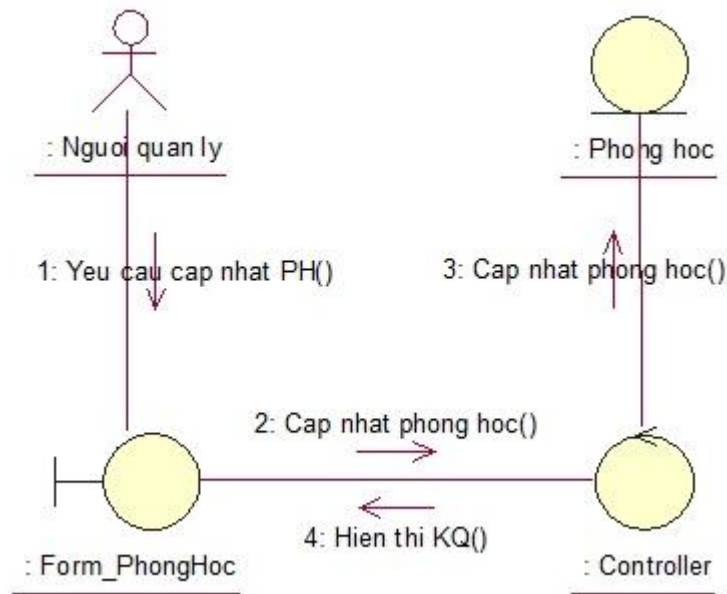 : Nguoi quan ly
: Phong hoc
1: Yeu cau cap nhat PH()
3: Cap nhat phong hoc()
2: Cap nhat phong hoc()
4: Hien thi KQ()
: Form_PhongHoc
: Controller